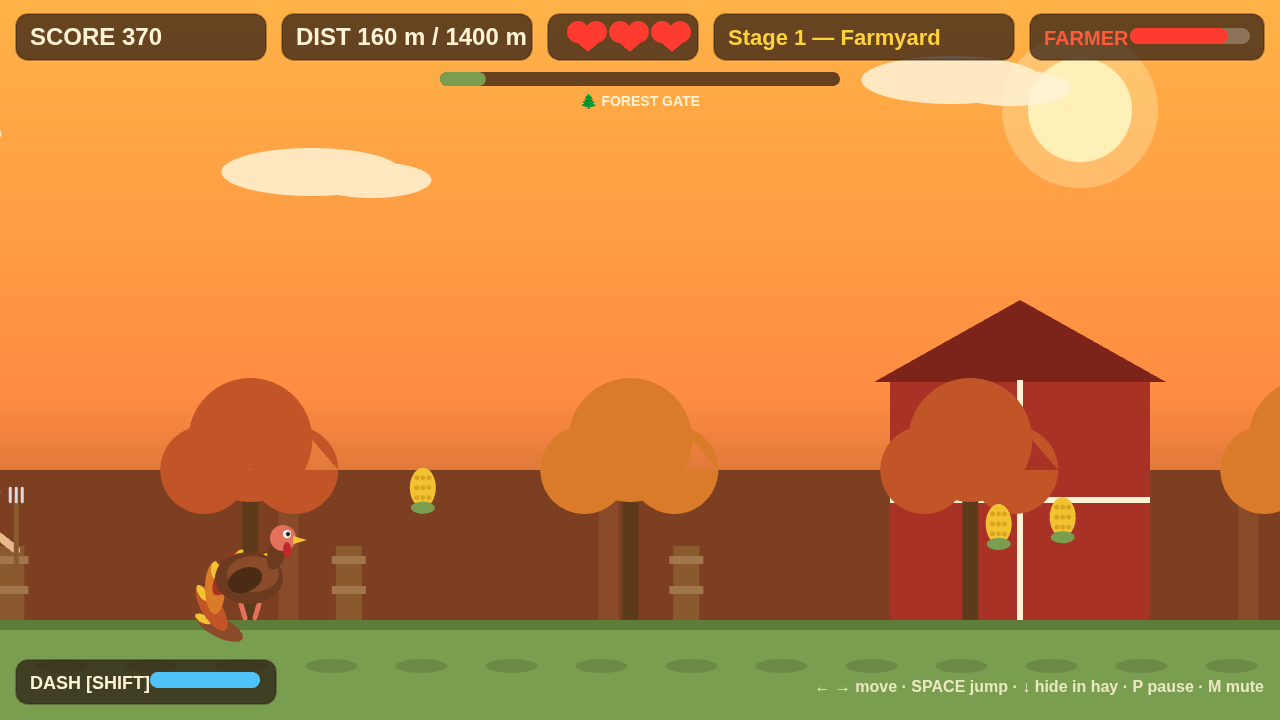 SCORE 370
DIST 160 m / 1400 m
Stage 1 — Farmyard
FARMER
🌲 FOREST GATE
DASH [SHIFT]
← → move · SPACE jump · ↓ hide in hay · P pause · M mute